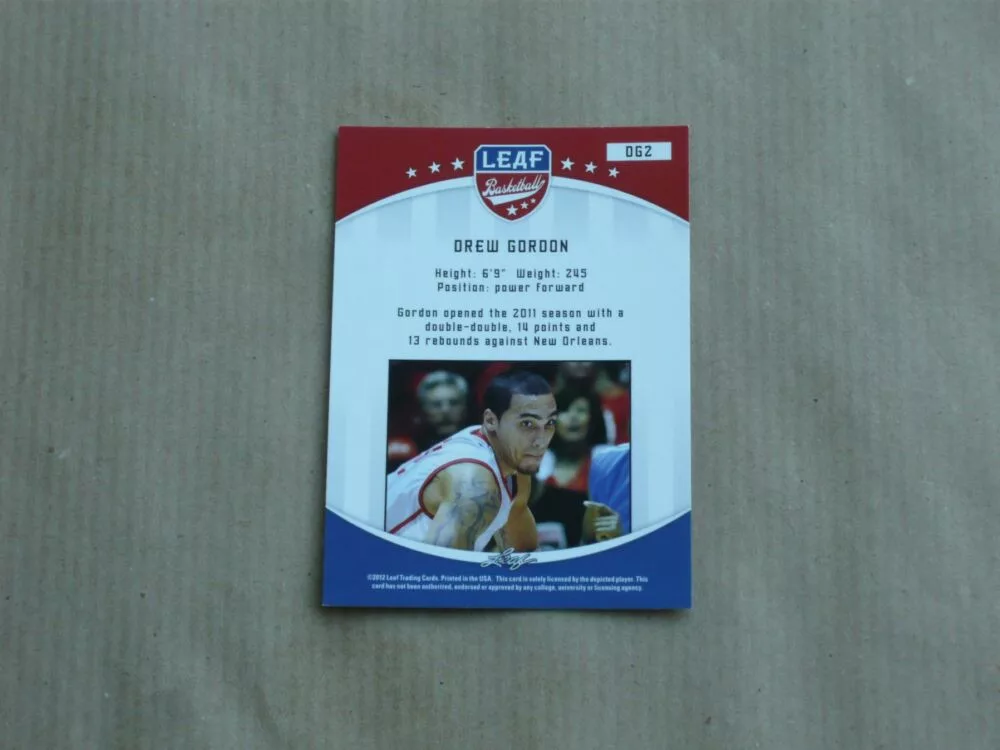 DG2
LEAF
Basketball
DREW GORDON
Height: 6'9" Weight: 245
Position: power forward
Gordon opened the 2011 season with a
double-double, 14 points and
13 rebounds against New Orleans.
Leaf
©2012 Leaf Trading Cards. Printed in the USA. This card is solely licensed by the depicted player. This
card has not been authorized, endorsed or approved by any college, university or licensing agency.